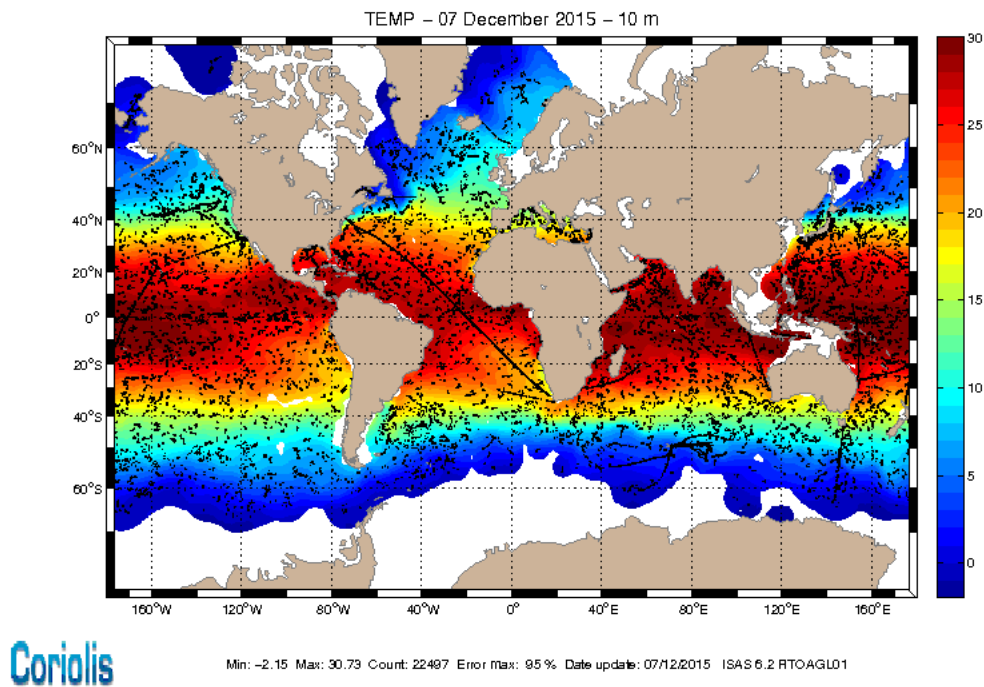 TEMP – 07 December 2015 – 10 m
60°N
40°N
20°N
0°
20°S
40°S
60°S
160°W 120°W 80°W 40°W 0° 40°E 80°E 120°E 160°E
30
25
20
15
10
5
0
Coriolis
Min: –2.15 Max: 30.73 Count: 22497 Error max: 95 % Date update: 07/12/2015 ISAS 6.2 RTOAGL01